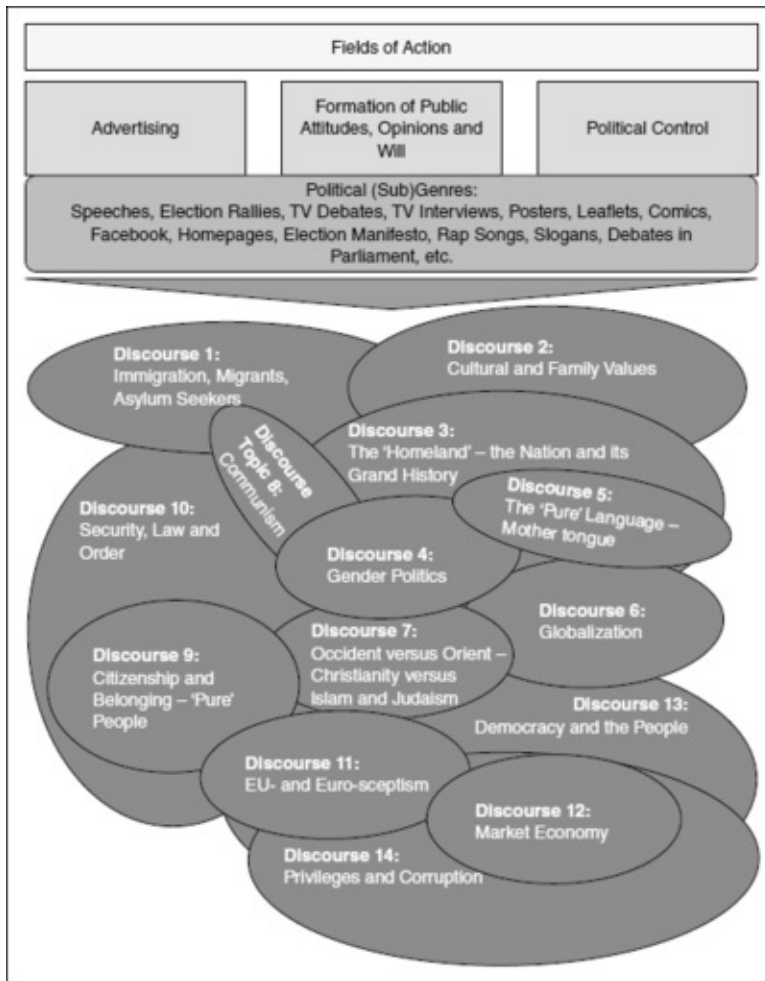 Fields of Action
Advertising
Formation of Public
Attitudes, Opinions and
Will
Political Control
Political (Sub)Genres:
Speeches, Election Rallies, TV Debates, TV Interviews, Posters, Leaflets, Comics,
Facebook, Homepages, Election Manifesto, Rap Songs, Slogans, Debates in
Parliament, etc.
Discourse 1:
Immigration, Migrants,
Asylum Seekers
Discourse 2:
Cultural and Family Values
Discourse 3:
The ‘Homeland’ – the Nation and its
Grand History
Discourse
Topic 8:
Communism
Discourse 10:
Security, Law and
Order
Discourse 5:
The ‘Pure’ Language –
Mother tongue
Discourse 4:
Gender Politics
Discourse 6:
Globalization
Discourse 7:
Occident versus Orient –
Christianity versus
Islam and Judaism
Discourse 9:
Citizenship and
Belonging – ‘Pure’
People
Discourse 13:
Democracy and the People
Discourse 11:
EU- and Euro-sceptism
Discourse 12:
Market Economy
Discourse 14:
Privileges and Corruption